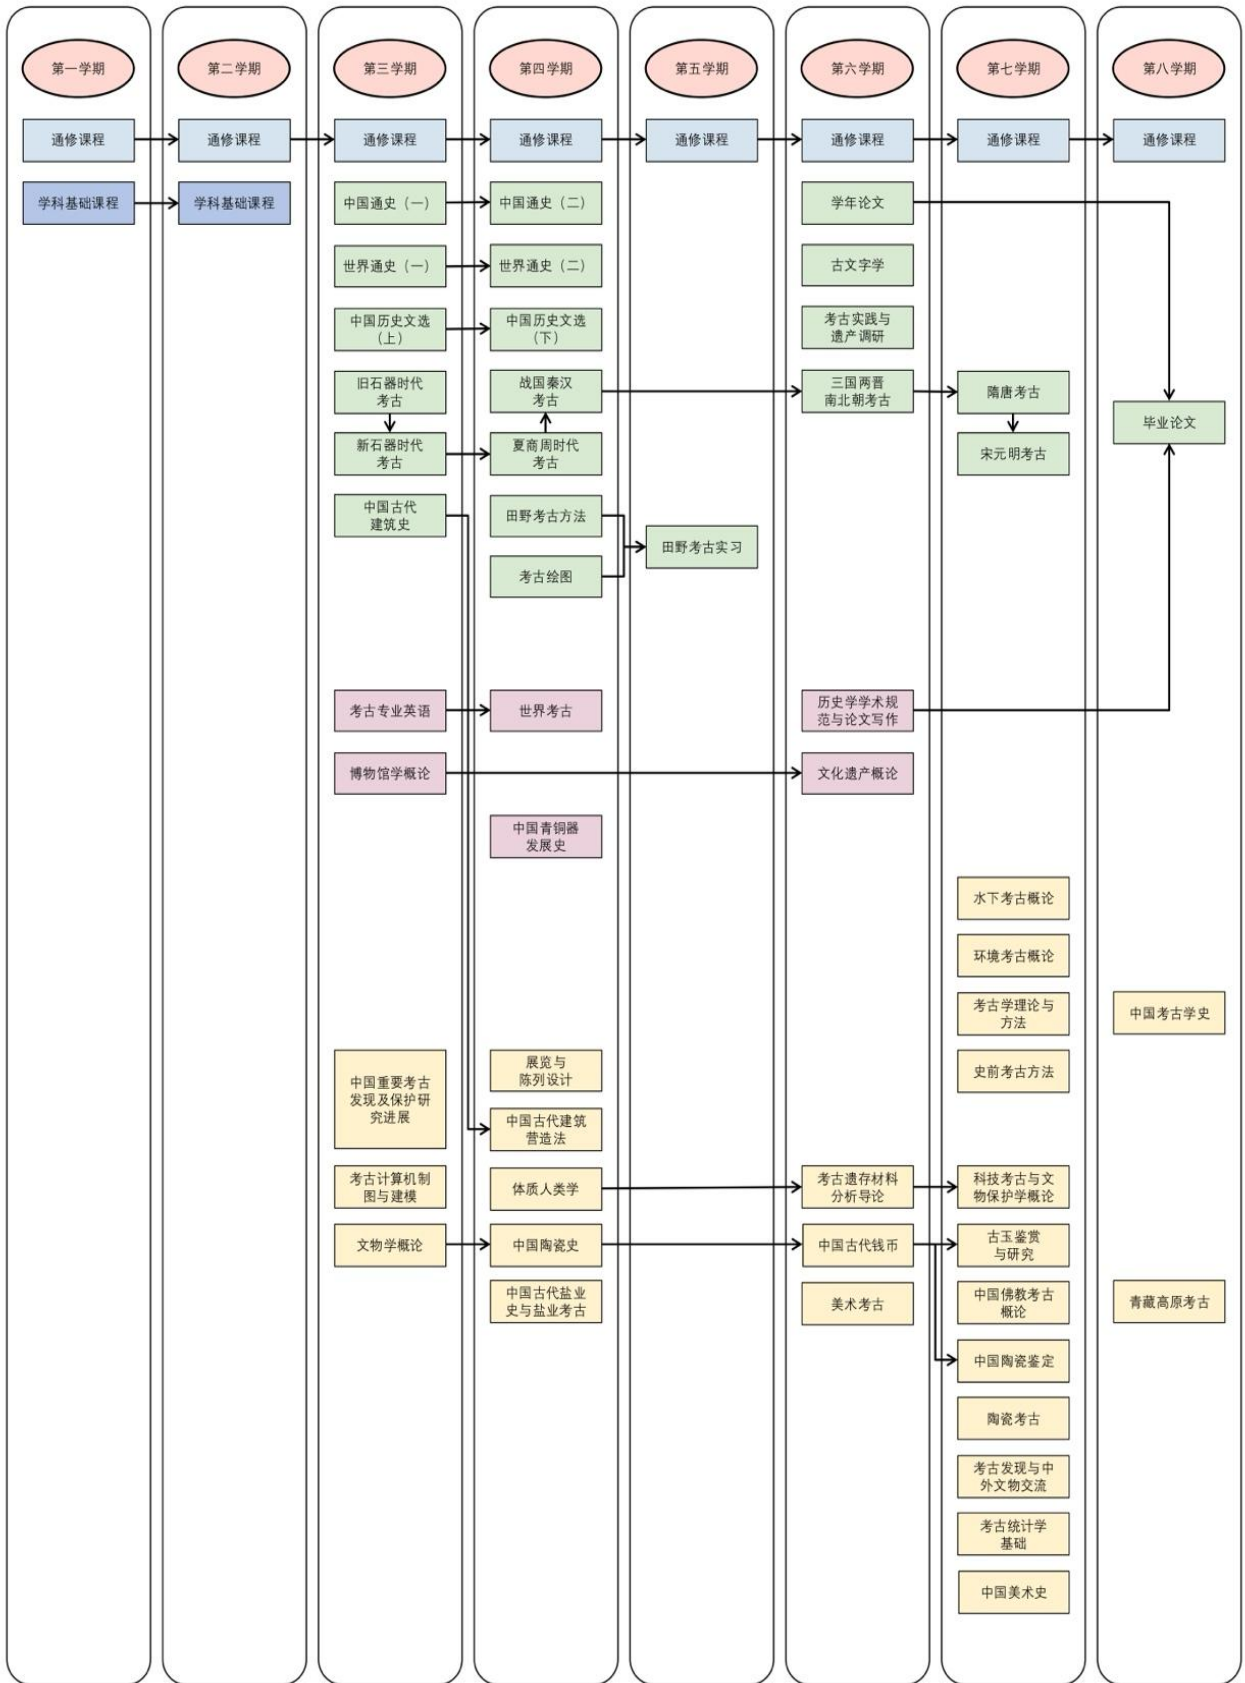 第一学期
第二学期
第三学期
第四学期
第五学期
第六学期
第七学期
第八学期
通修课程
通修课程
通修课程
通修课程
通修课程
通修课程
通修课程
通修课程
学科基础课程
学科基础课程
中国通史（一）
中国通史（二）
学年论文
世界通史（一）
世界通史（二）
古文字学
中国历史文选
（上）
中国历史文选
（下）
考古实践与
遗产调研
旧石器时代
考古
战国秦汉
考古
三国两晋
南北朝考古
隋唐考古
毕业论文
新石器时代
考古
夏商周时代
考古
宋元明考古
中国古代
建筑史
田野考古方法
田野考古实习
考古绘图
考古专业英语
世界考古
历史学学术规
范与论文写作
博物馆学概论
文化遗产概论
中国青铜器
发展史
水下考古概论
环境考古概论
考古学理论与
方法
中国考古学史
中国重要考古
发现及保护研
究进展
展览与
陈列设计
史前考古方法
中国古代建筑
营造法
考古计算机制
图与建模
体质人类学
考古遗存材料
分析导论
科技考古与文
物保护学概论
文物学概论
中国陶瓷史
中国古代钱币
古玉鉴赏
与研究
中国古代盐业
史与盐业考古
美术考古
中国佛教考古
概论
青藏高原考古
中国陶瓷鉴定
陶瓷考古
考古发现与中
外文物交流
考古统计学
基础
中国美术史